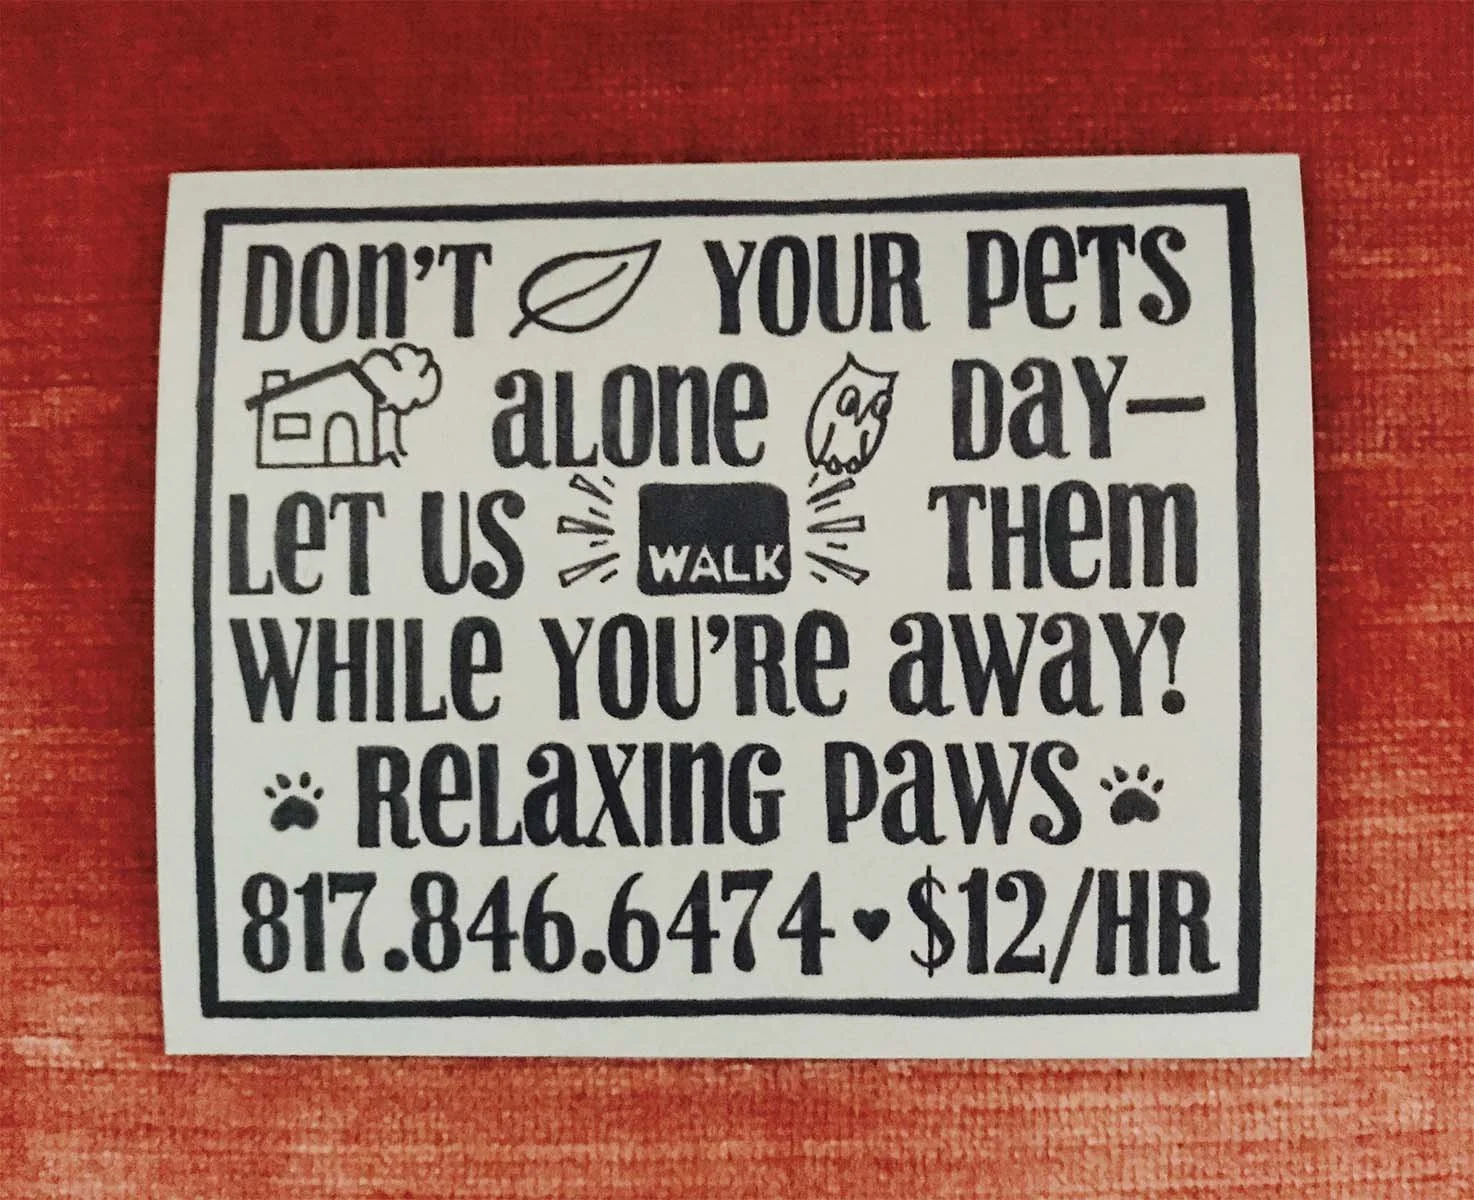 DON'T YOUR PETS
ALONE DAY—
LET US WALK THEM
WHILE YOU'RE AWAY!
RELAXING PAWS
817.846.6474 ♥ $12/HR